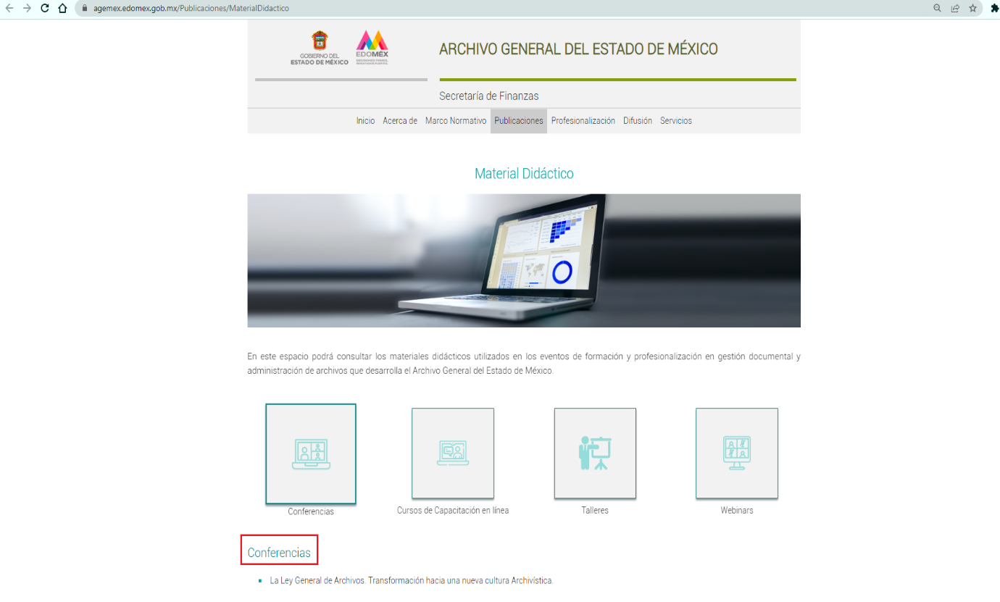 agemex.edomex.gob.mx/Publicaciones/MaterialDidactico
GOBIERNO DEL
ESTADO DE MÉXICO
EDOMÉX
DECISIONES FIRMES, RESULTADOS FUERTES.
ARCHIVO GENERAL DEL ESTADO DE MÉXICO
Secretaría de Finanzas
Inicio Acerca de Marco Normativo Publicaciones Profesionalización Difusión Servicios
Material Didáctico
En este espacio podrá consultar los materiales didácticos utilizados en los eventos de formación y profesionalización en gestión documental y
administración de archivos que desarrolla el Archivo General del Estado de México.
Conferencias Cursos de Capacitación en línea Talleres Webinars
Conferencias
La Ley General de Archivos. Transformación hacia una nueva cultura Archivística.